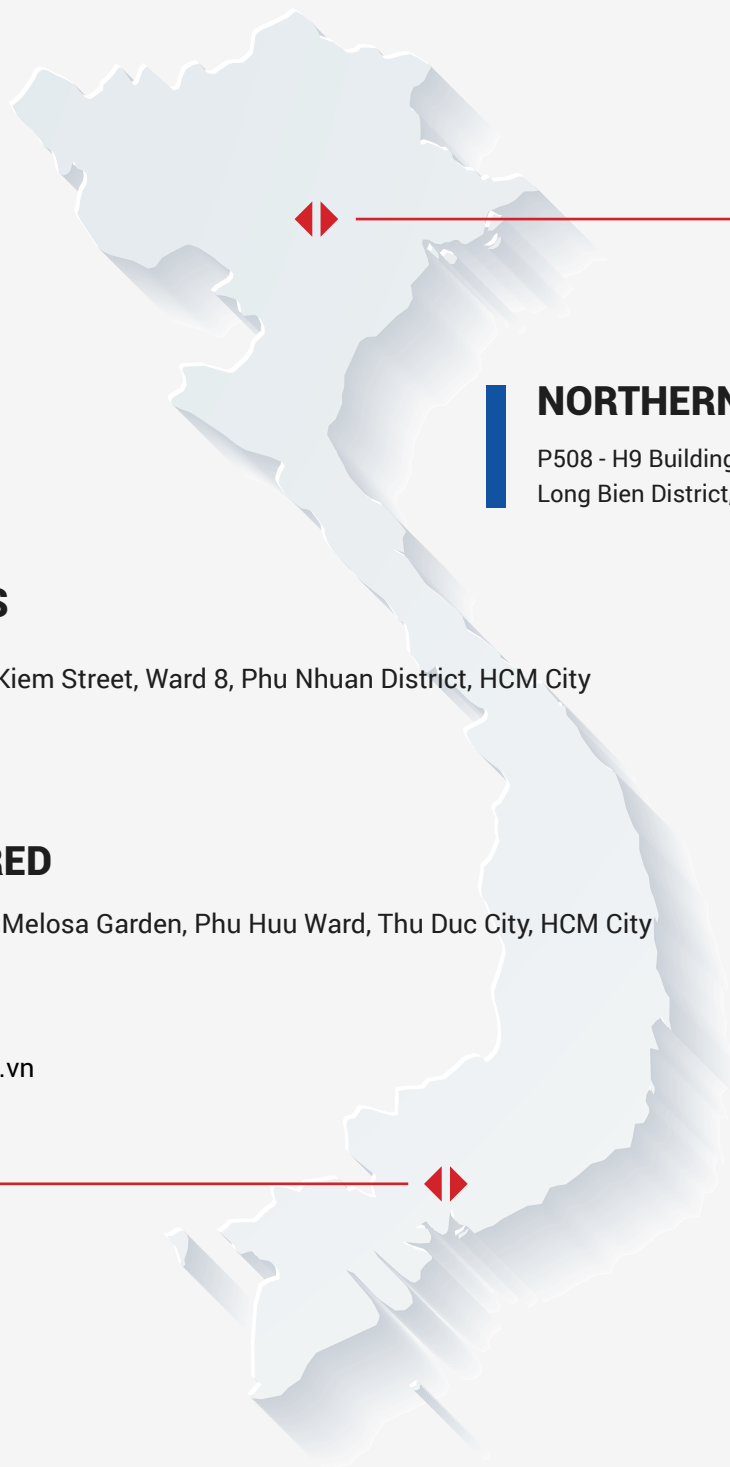 NORTHERN
P508 - H9 Building
Long Bien District,
S
Kiem Street, Ward 8, Phu Nhuan District, HCM City
RED
Melosa Garden, Phu Huu Ward, Thu Duc City, HCM City
.vn